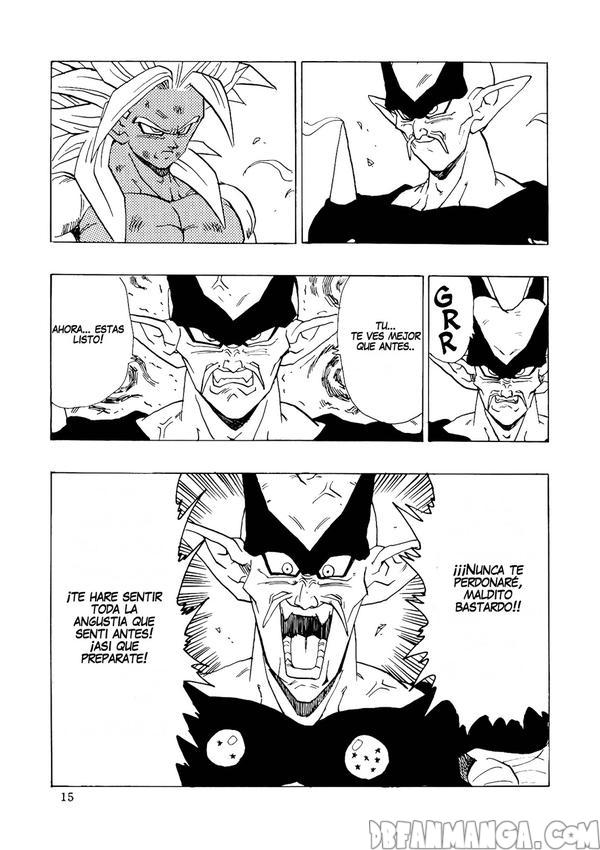 GRR
TU...
TE VES MEJOR
QUE ANTES..
AHORA... ESTAS
LISTO!
¡¡¡NUNCA TE
PERDONARÉ,
MALDITO
BASTARDO!!
¡TE HARE SENTIR
TODA LA
ANGUSTIA QUE
SENTI ANTES!
¡ASI QUE
PREPARATE!
15
DBFANMANGA.COM